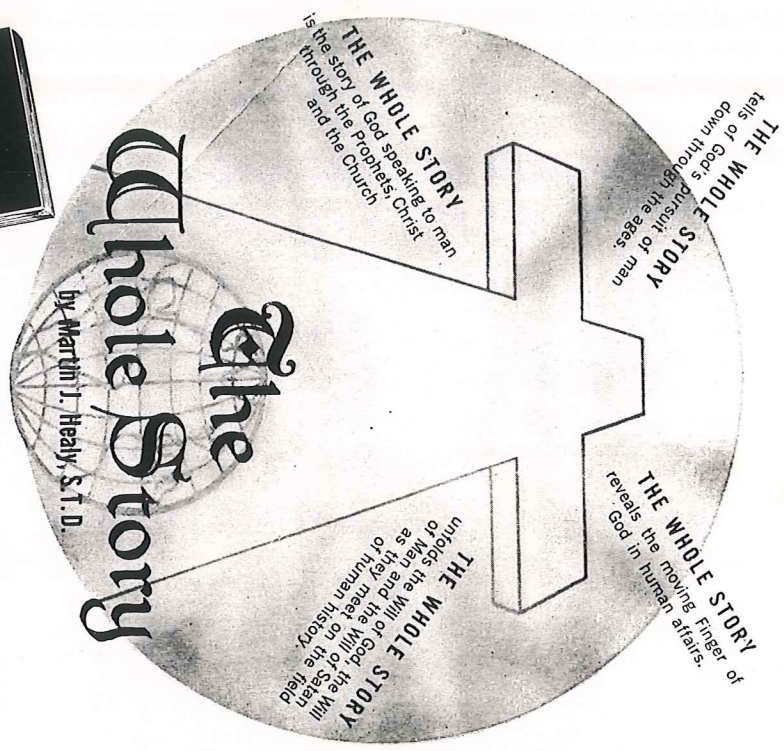 THE WHOLE STORY
tells of God's pursuit of man
down through the ages.
THE WHOLE STORY
reveals the moving Finger of
God in human affairs.
THE WHOLE STORY
is the story of God speaking to man
through the Prophets, Christ
and the Church
THE WHOLE STORY
unfolds the Will of God, the Will
of Man and the Will of Satan
as they meet on the field
of human history.
The
Whole Story
by Martin J. Healy, S.T.D.